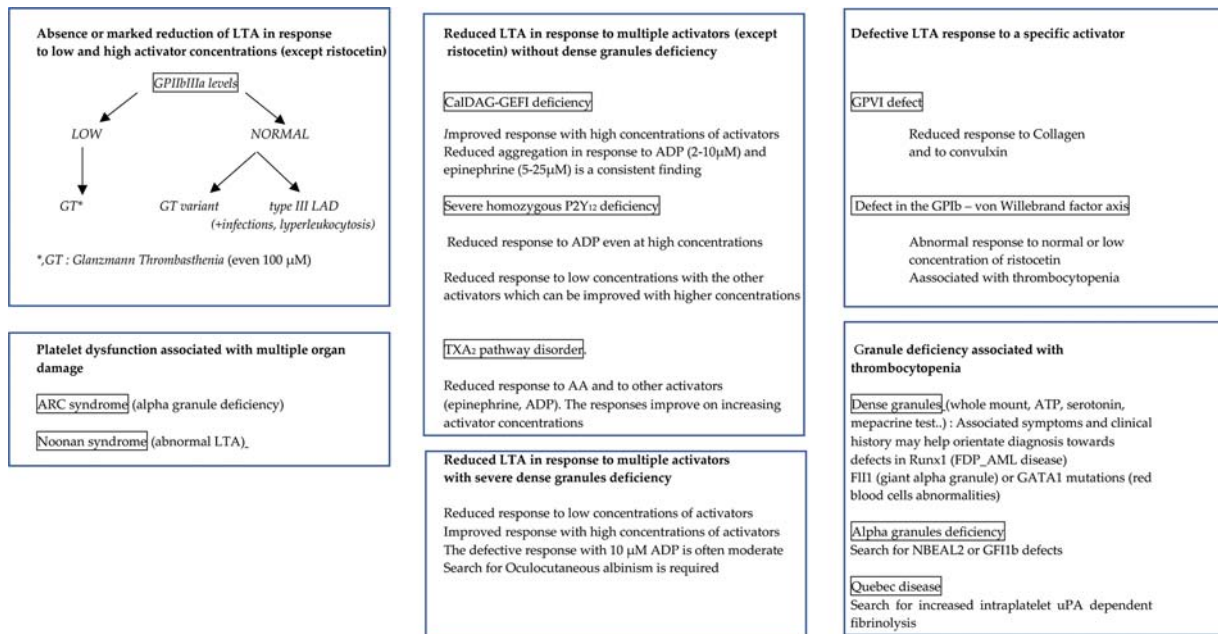 Absence or marked reduction of LTA in response
to low and high activator concentrations (except ristocetin)
GPIIbIIIa levels
LOW
NORMAL
GT*
GT variant
type III LAD
(+infections, lyperleukocytosis)
*,GT : Glanzmann Thrombasthenia (even 100 µM)
Platelet dysfunction associated with multiple organ
damage
ARC syndrome (alpha granule deficiency)
Noonan syndrome (abnormal LTA)
Reduced LTA in response to multiple activators (except
ristocetin) without dense granules deficiency
CalDAG-GEFI deficiency
Improved response with high concentrations of activators
Reduced aggregation in response to ADP (2-10µM) and
epinephrine (5-25µM) is a consistent finding
Severe homozygous P2Y₁₂ deficiency
Reduced response to ADP even at high concentrations
Reduced response to low concentrations with the other
activators which can be improved with higher concentrations
TXA₂ pathway disorder.
Reduced response to AA and to other activators
(epinephrine, ADP). The responses improve on increasing
activator concentrations
Reduced LTA in response to multiple activators
with severe dense granules deficiency
Reduced response to low concentrations of activators
Improved response with high concentrations of activators
The defective response with 10 µM ADP is often moderate
Search for Oculocutaneous albinism is required
Defective LTA response to a specific activator
GPVI defect
Reduced response to Collagen
and to convulxin
Defect in the GPIb – von Willebrand factor axis
Abnormal response to normal or low
concentration of ristocetin
Aassociated with thrombocytopenia
Granule deficiency associated with
thrombocytopenia
Dense granules (whole mount, ATP, serotonin,
mepacrine test..) : Associated symptoms and clinical
history may help orientate diagnosis towards
defects in Runx1 (FDP_AML disease)
FlI1 (giant alpha granule) or GATA1 mutations (red
blood cells abnormalities)
Alpha granules deficiency
Search for NBEAL2 or GFI1b defects
Quebec disease
Search for increased intraplatelet uPA dependent
fibrinolysis